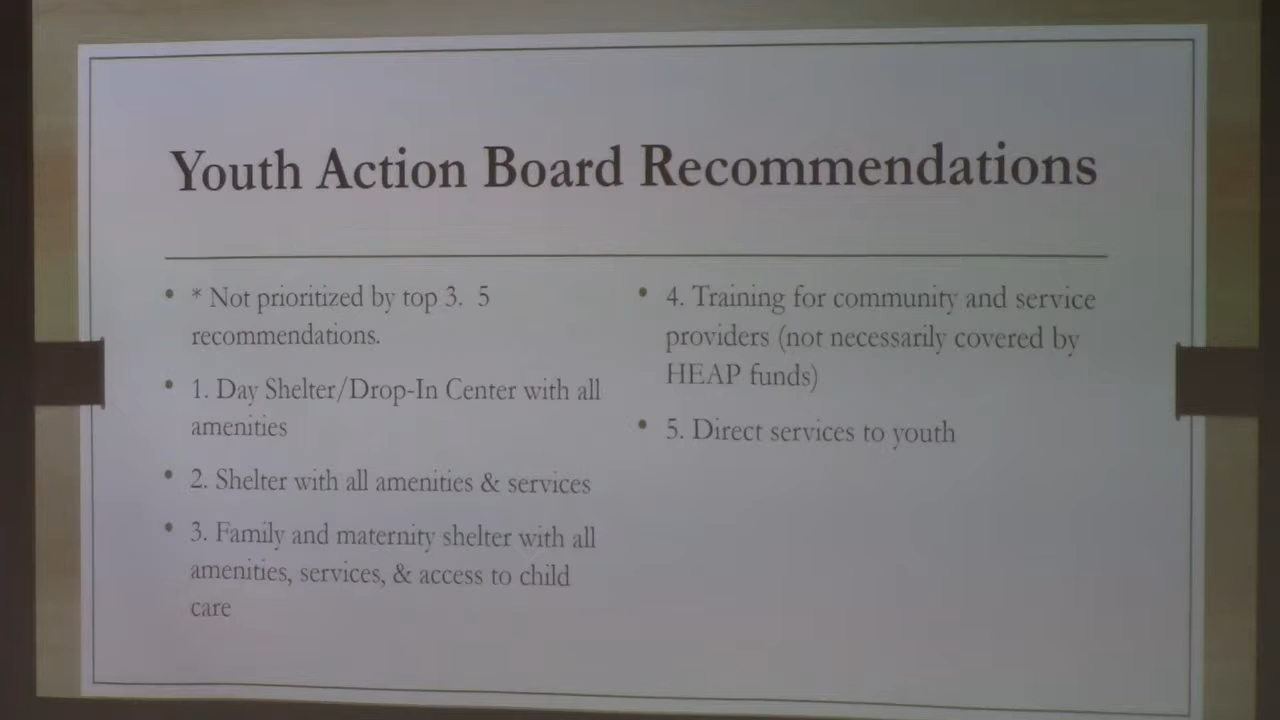 Youth Action Board Recommendations
• * Not prioritized by top 3. 5
recommendations.
• 1. Day Shelter/Drop-In Center with all
amenities
• 2. Shelter with all amenities & services
• 3. Family and maternity shelter with all
amenities, services, & access to child
care
• 4. Training for community and service
providers (not necessarily covered by
HEAP funds)
• 5. Direct services to youth